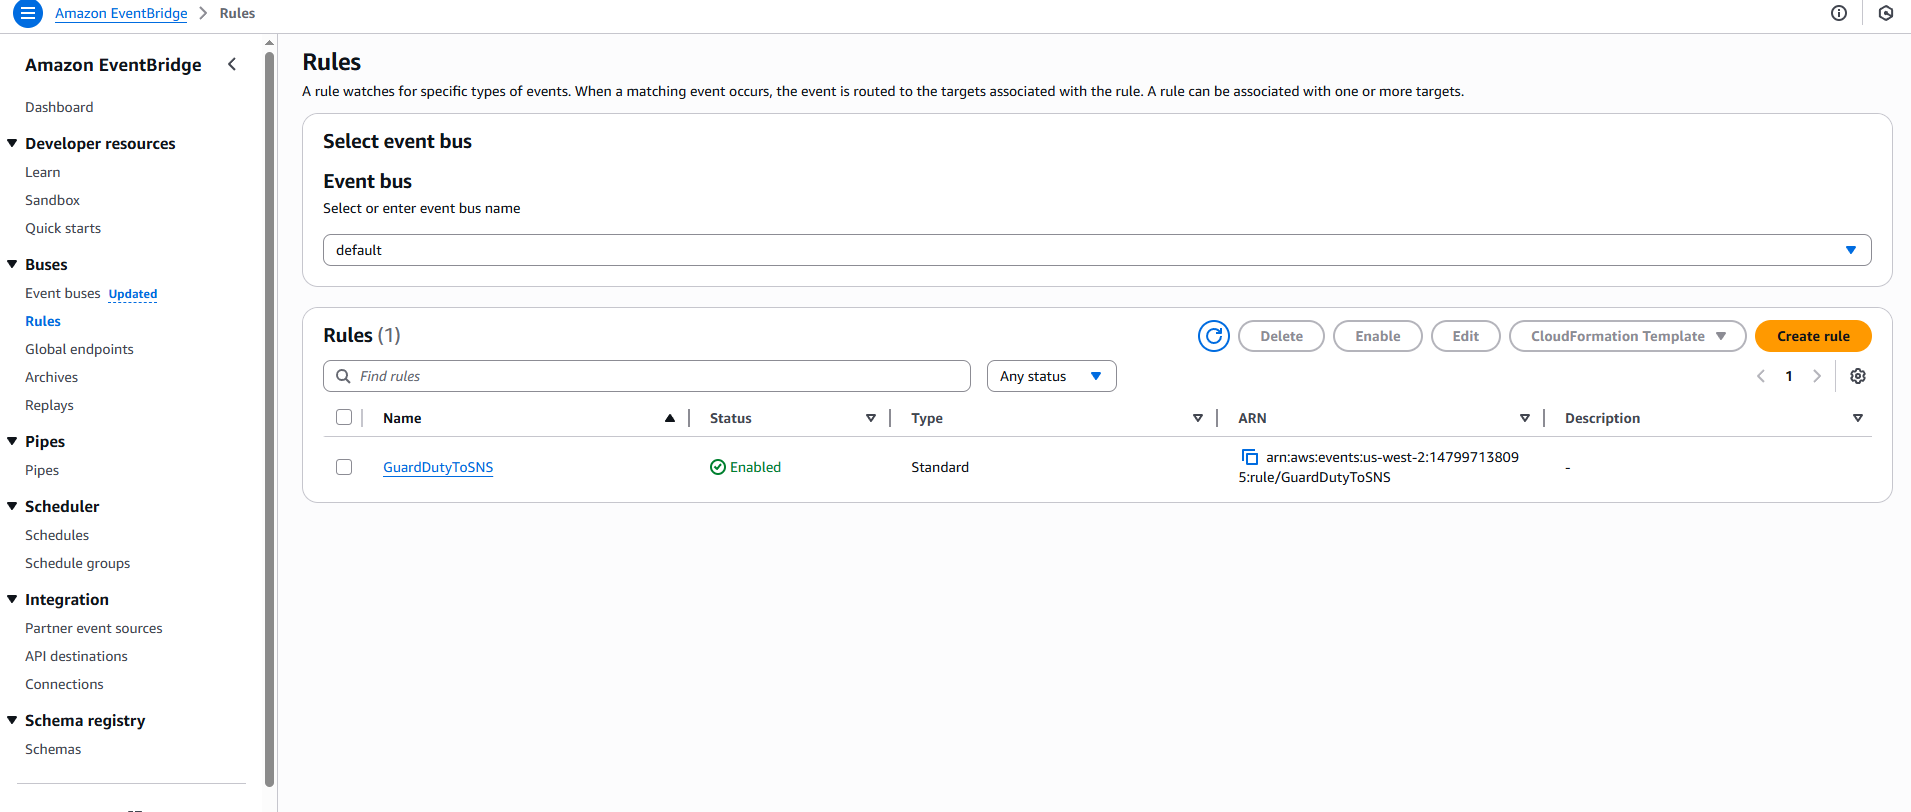 Amazon EventBridge > Rules
Amazon EventBridge
Dashboard
Developer resources
Learn
Sandbox
Quick starts
Buses
Event buses Updated
Rules
Global endpoints
Archives
Replays
Pipes
Pipes
Scheduler
Schedules
Schedule groups
Integration
Partner event sources
API destinations
Connections
Schema registry
Schemas
Rules
A rule watches for specific types of events. When a matching event occurs, the event is routed to the targets associated with the rule. A rule can be associated with one or more targets.
Select event bus
Event bus
Select or enter event bus name
default
Rules (1)
Delete
Enable
Edit
CloudFormation Template
Create rule
Find rules
Any status
1
Name Status Type ARN Description
GuardDutyToSNS Enabled Standard arn:aws:events:us-west-2:14799713809 -
5:rule/GuardDutyToSNS